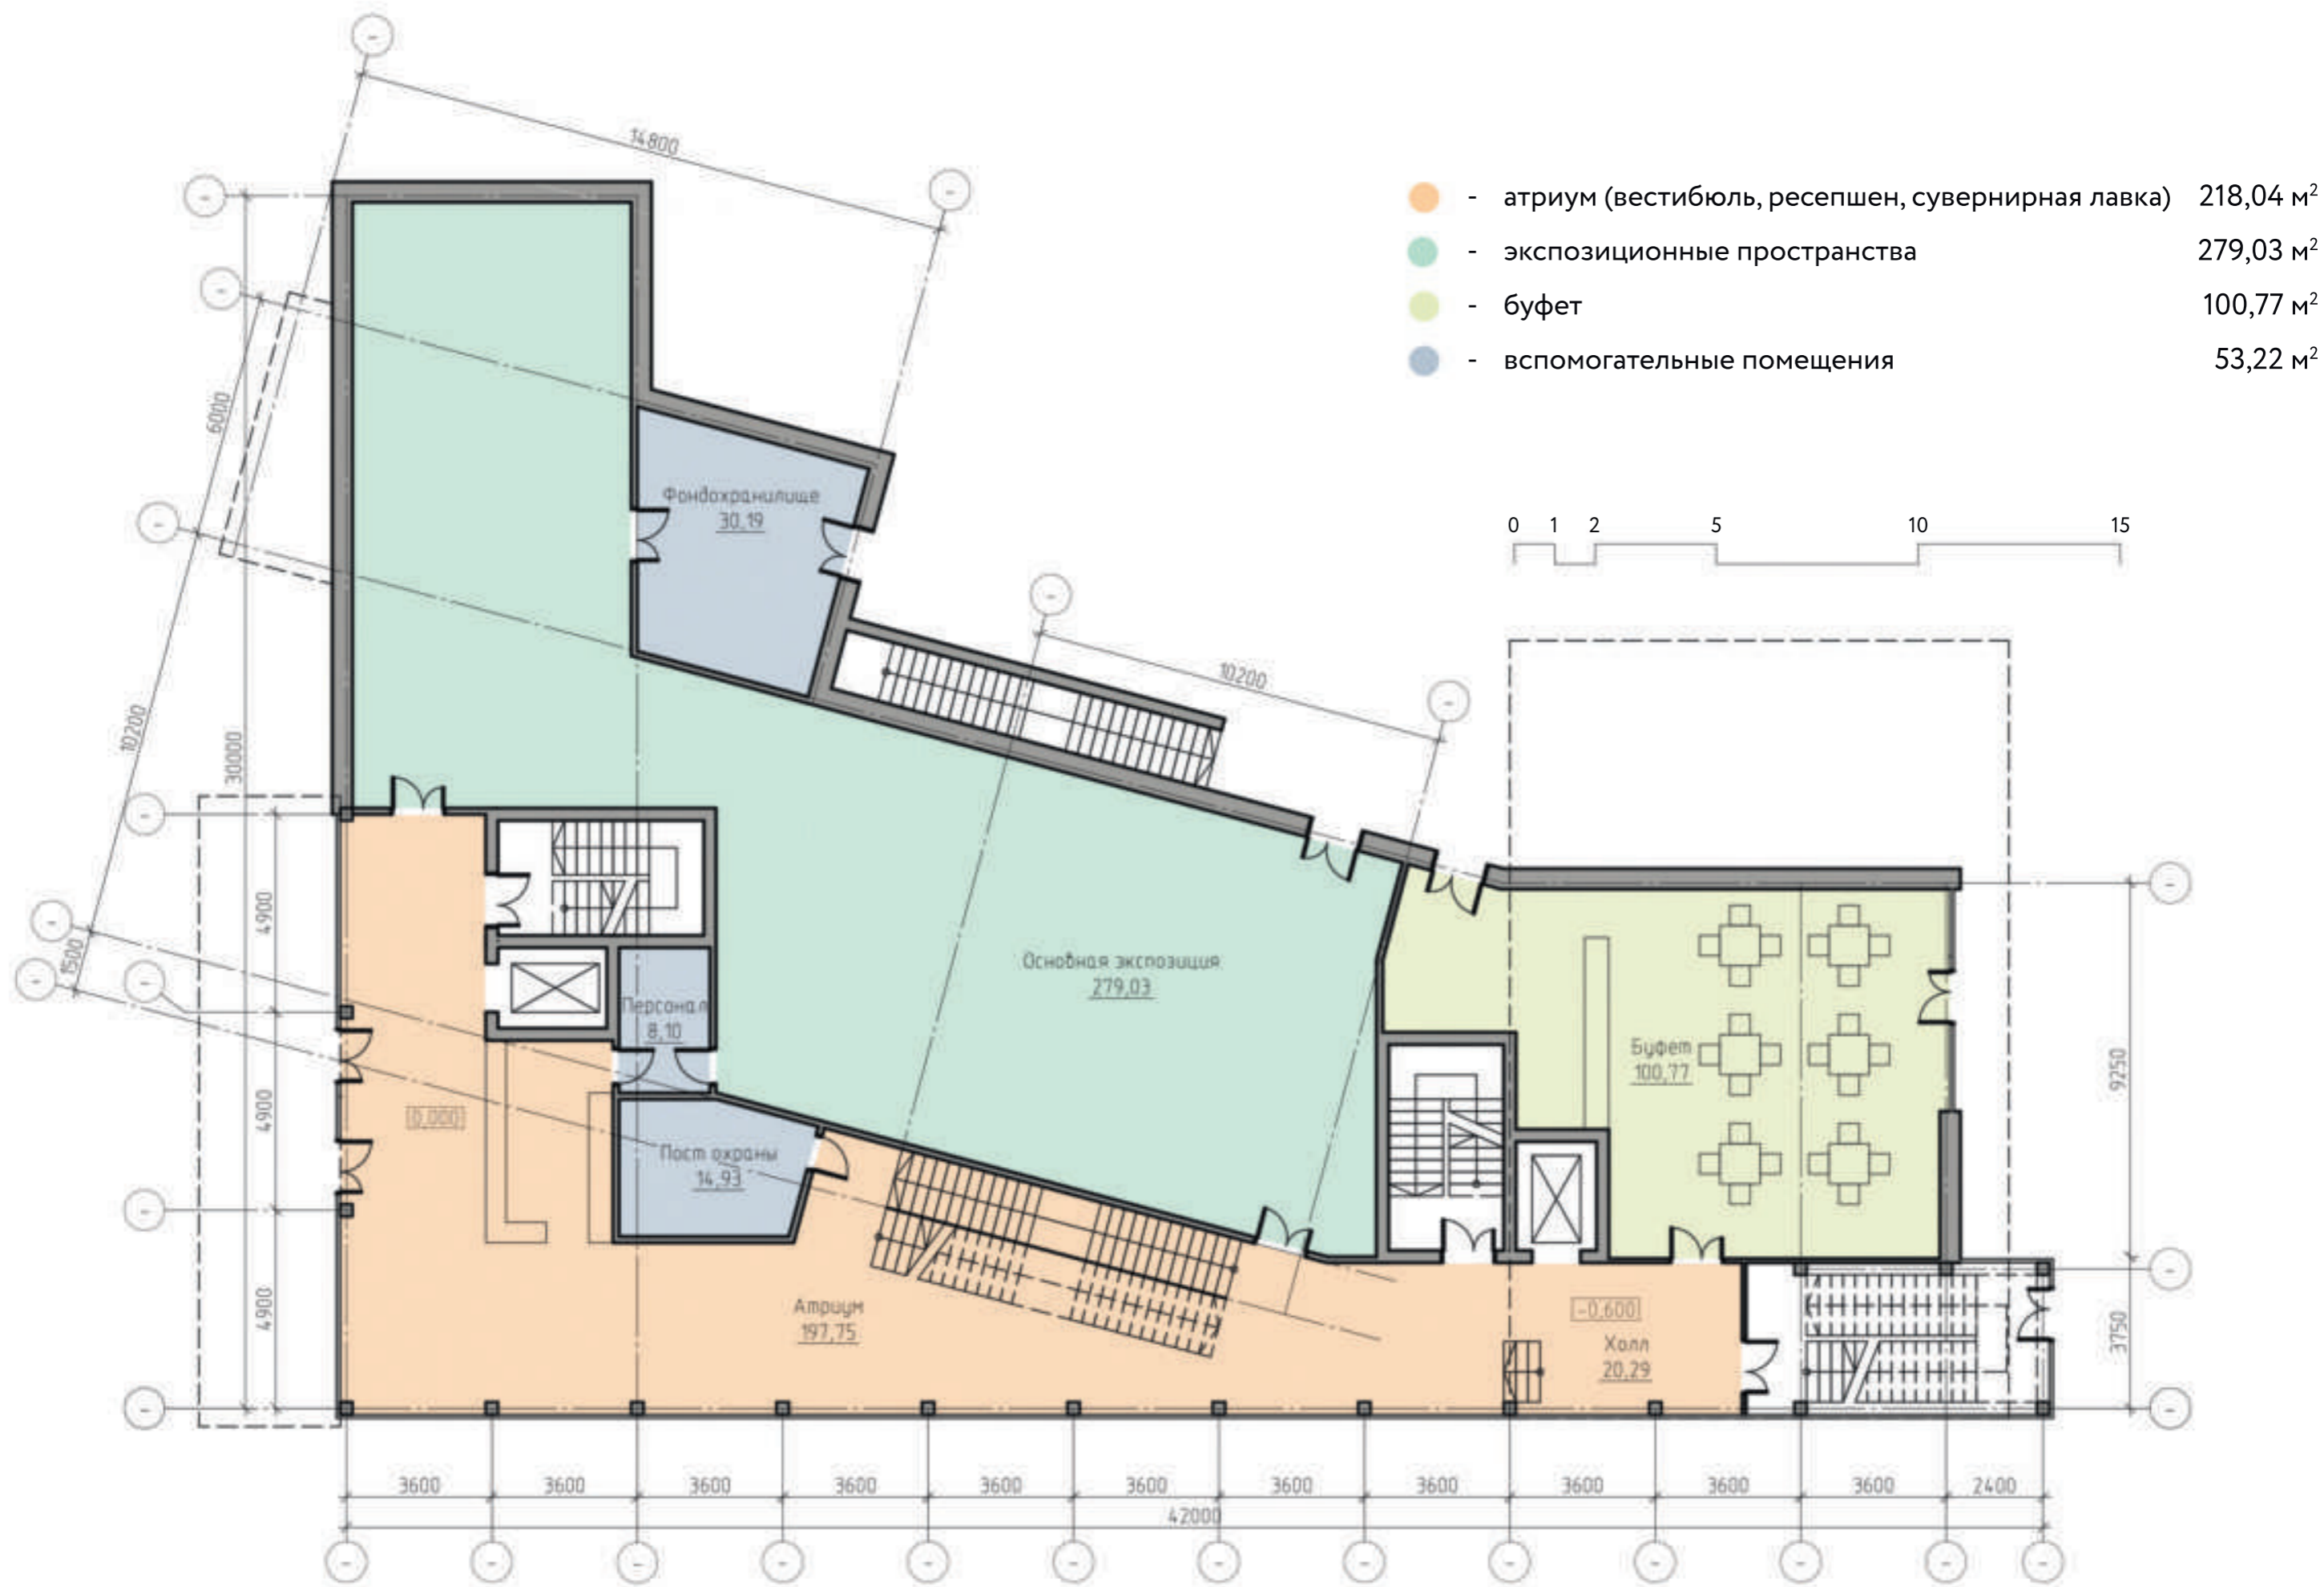 14800
- атриум (вестибюль, ресепшен, сувернирная лавка) 218,04 м²
- экспозиционные пространства 279,03 м²
- буфет 100,77 м²
- вспомогательные помещения 53,22 м²
6000
Фондохранилище
30,19
0 1 2 5 10 15
10200
10200
30000
4900
1500
Основная экспозиция
279,03
Персонал
8,10
Буфет
100,77
9250
4900
0,000
Пост охраны
14,93
4900
Атриум
197,75
-0,600
Холл
20,29
3750
3600 3600 3600 3600 3600 3600 3600 3600 3600 3600 3600 2400
42000